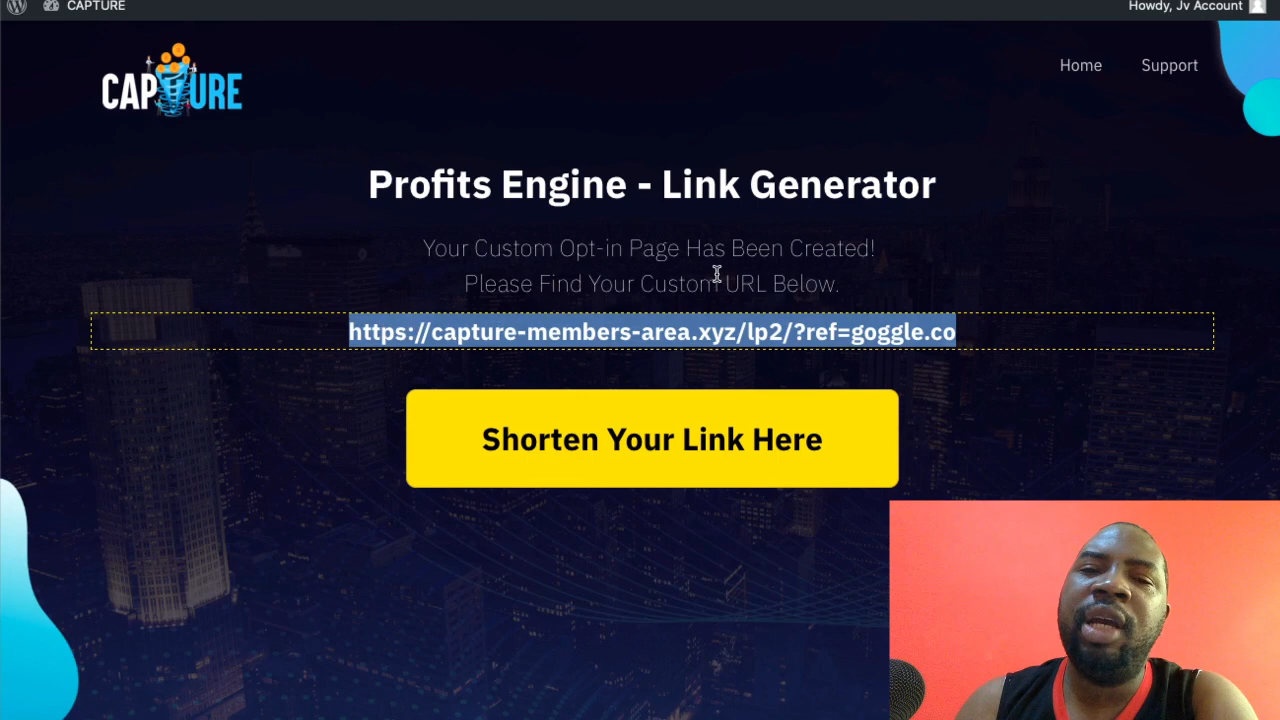 CAPTURE
Howdy, Jv Account
CAPTURE
Home
Support
Profits Engine - Link Generator
Your Custom Opt-in Page Has Been Created!
Please Find Your Custom URL Below.
https://capture-members-area.xyz/lp2/?ref=goggle.co
Shorten Your Link Here